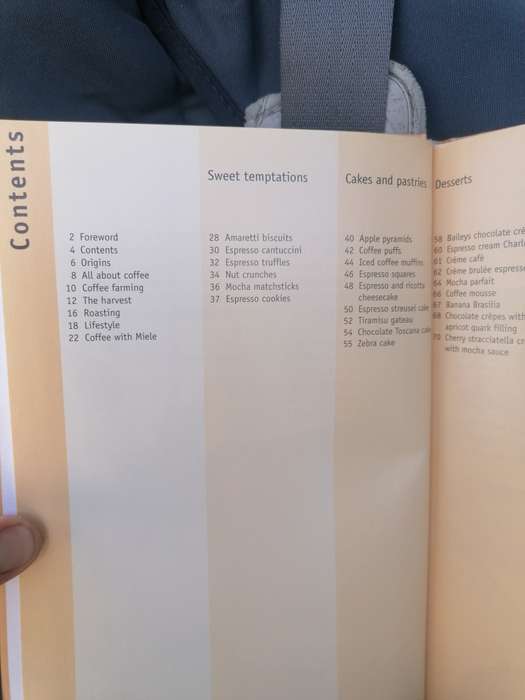 Contents
2 Foreword
4 Contents
6 Origins
8 All about coffee
10 Coffee farming
12 The harvest
16 Roasting
18 Lifestyle
22 Coffee with Miele
Sweet temptations
28 Amaretti biscuits
30 Espresso cantuccini
32 Espresso truffles
34 Nut crunches
36 Mocha matchsticks
37 Espresso cookies
Cakes and pastries
40 Apple pyramids
42 Coffee puffs
44 Iced coffee muffins
46 Espresso squares
48 Espresso and ricotta
cheesecake
50 Espresso streusel cake
52 Tiramisu gateau
54 Chocolate Toscana cake
55 Zebra cake
Desserts
58 Baileys chocolate
60 Espresso cream
61 Crème café
62 Crème brulée
64 Mocha parfait
66 Coffee mousse
67 Banana Brasilia
68 Chocolate crêpes with
apricot quark filling
70 Cherry stracciatella
with mocha sauce